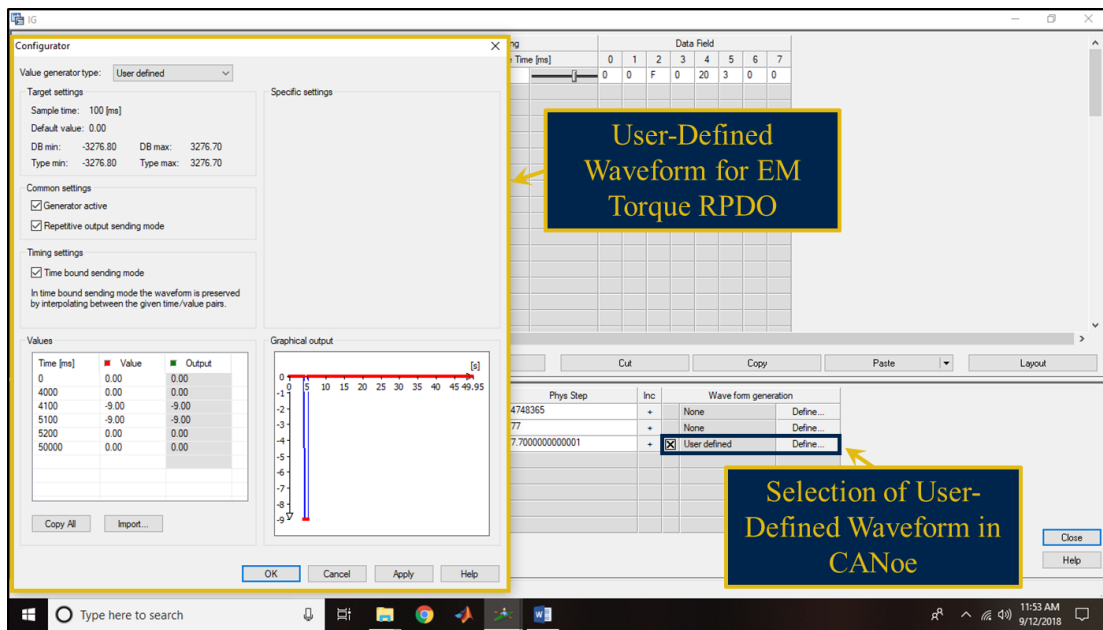 IG
Configurator
Value generator type: User defined
Target settings
Sample time: 100 [ms]
Default value: 0.00
DB min: -3276.80 DB max: 3276.70
Type min: -3276.80 Type max: 3276.70
Common settings
Generator active
Repetitive output sending mode
Timing settings
Time bound sending mode
In time bound sending mode the waveform is preserved
by interpolating between the given time/value pairs.
Values
Time [ms] Value Output
0 0.00 0.00
4000 0.00 0.00
4100 -9.00 -9.00
5100 -9.00 -9.00
5200 0.00 0.00
50000 0.00 0.00
Copy All Import...
Specific settings
Graphical output
[s]
0
0 5 10 15 20 25 30 35 40 45 49.95
-1
-2
-3
-4
-5
-6
-7
-8
-9
OK Cancel Apply Help
Data Field
Time [ms] 0 1 2 3 4 5 6 7
0 0 F 0 20 3 0 0
User-Defined
Waveform for EM
Torque RPDO
Cut Copy Paste Layout
Phys Step Inc Wave form generation
4748365 + None Define...
77 + None Define...
7.7000000000001 + User defined Define...
Selection of User-
Defined Waveform in
CANoe
Close
Help
Type here to search
11:53 AM
9/12/2018